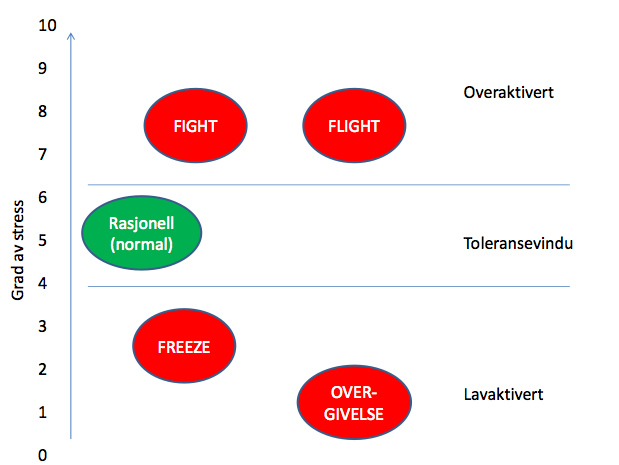 10
9
Overaktivert
8
FIGHT
FLIGHT
7
6
Rasjonell
(normal)
5
Toleransevindu
Grad av stress
4
3
FREEZE
2
OVER-
GIVELSE
Lavaktivert
1
0